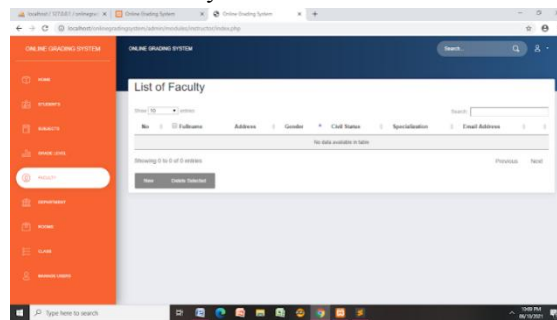 localhost / 127.0.0.1 / onlinegra
Online Grading System
Online Grading System
localhost/onlinegradingsystem/admin/modules/instructor/index.php
ONLINE GRADING SYSTEM
ONLINE GRADING SYSTEM
Search..
HOME
STUDENTS
SUBJECTS
GRADE LEVEL
FACULTY
DEPARTMENT
ROOMS
CLASS
MANAGE USERS
List of Faculty
Show 10 entries
Search:
No Fullname Address Gender Civil Status Specialization Email Address
No data available in table
Showing 0 to 0 of 0 entries
Previous Next
New Delete Selected
Type here to search